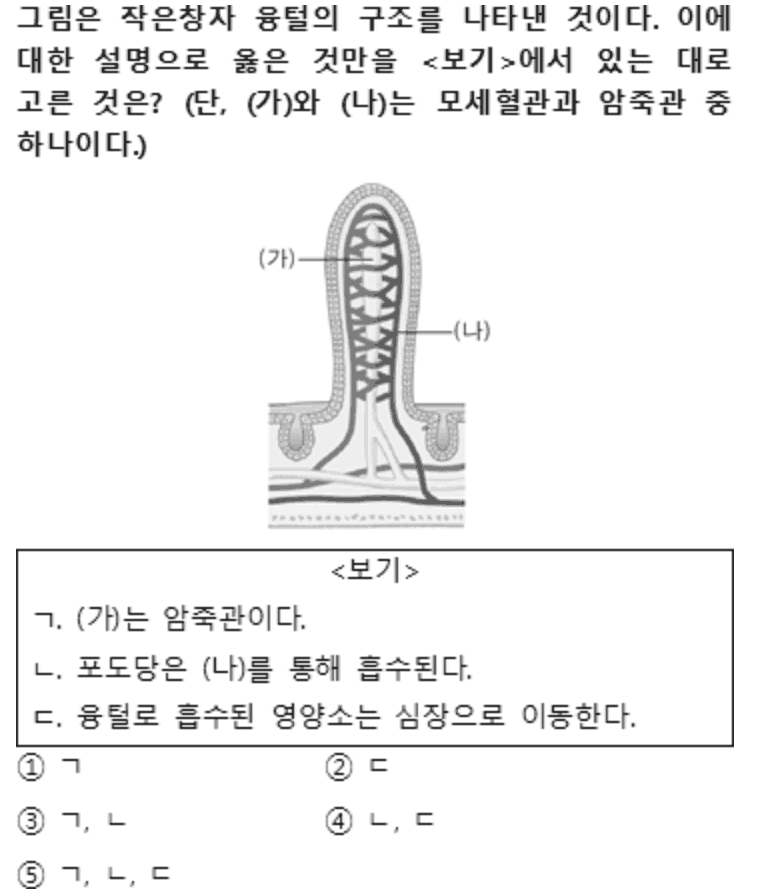 그림은 작은창자 융털의 구조를 나타낸 것이다. 이에
대한 설명으로 옳은 것만을 <보기>에서 있는 대로
고른 것은? (단, (가)와 (나)는 모세혈관과 암죽관 중
하나이다.)
(가)
(나)
<보기>
ㄱ. (가)는 암죽관이다.
ㄴ. 포도당은 (나)를 통해 흡수된다.
ㄷ. 융털로 흡수된 영양소는 심장으로 이동한다.
① ㄱ ② ㄷ
③ ㄱ, ㄴ ④ ㄴ, ㄷ
⑤ ㄱ, ㄴ, ㄷ